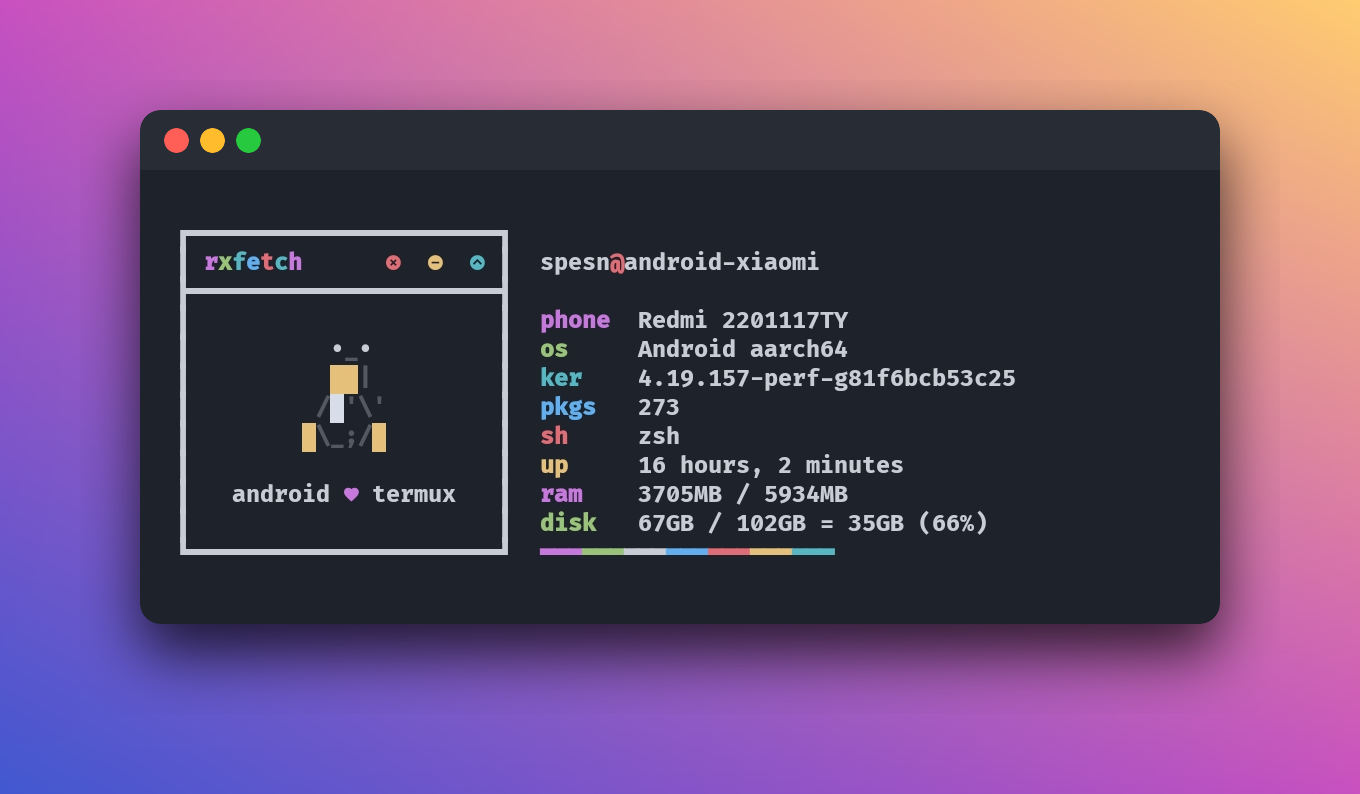 rxfetch
android ♥ termux
spesn@android-xiaomi
phone Redmi 2201117TY
os Android aarch64
ker 4.19.157-perf-g81f6bcb53c25
pkgs 273
sh zsh
up 16 hours, 2 minutes
ram 3705MB / 5934MB
disk 67GB / 102GB = 35GB (66%)